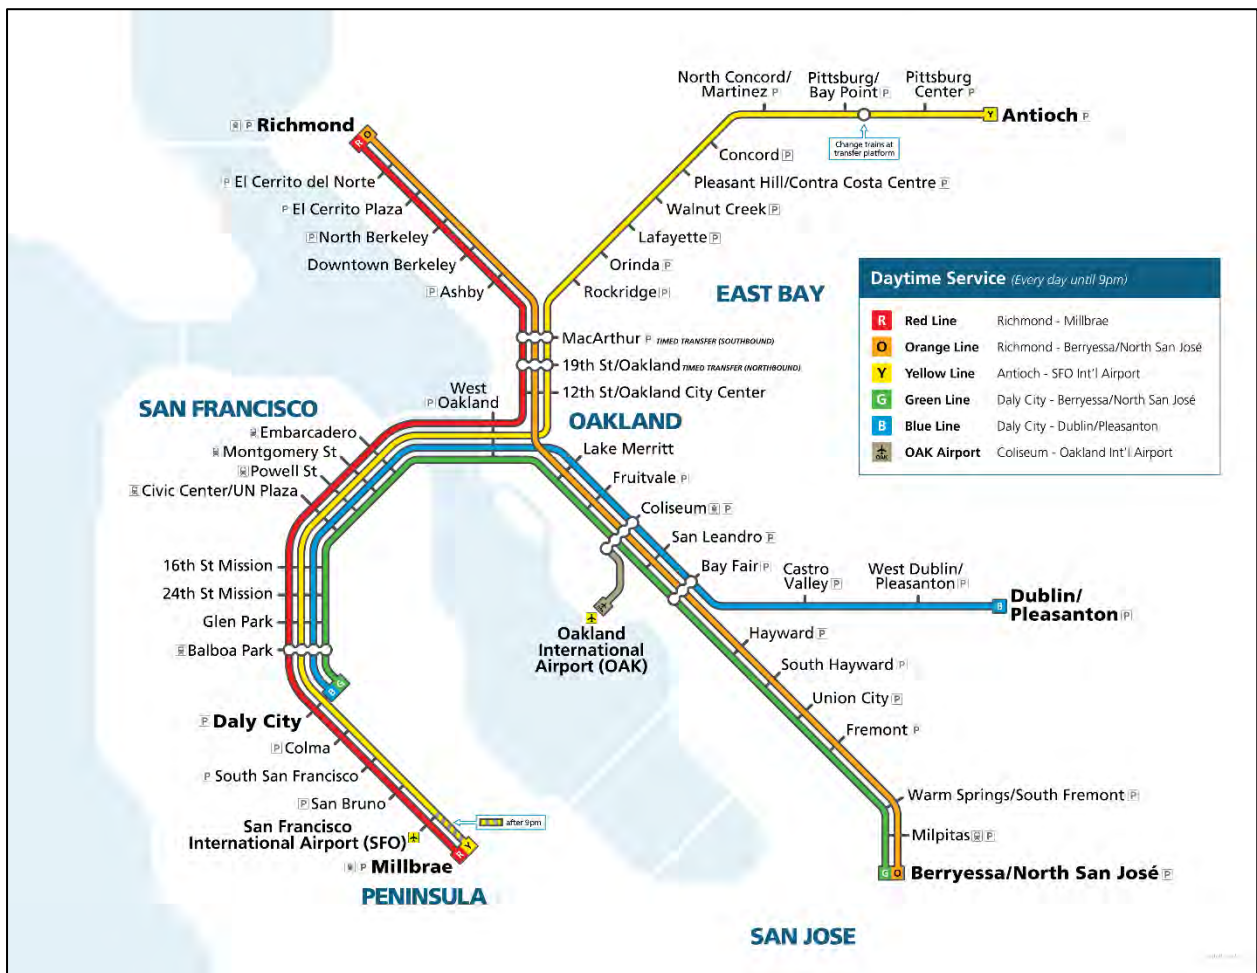 North Concord/
Martinez P
Pittsburg/
Bay Point P
Pittsburg
Center P
Y Antioch P
Change trains at
transfer platform
P Richmond
O
R
P El Cerrito del Norte
P El Cerrito Plaza
P North Berkeley
Downtown Berkeley
P Ashby
Concord P
Pleasant Hill/Contra Costa Centre P
Walnut Creek P
Lafayette P
Orinda P
Rockridge P
EAST BAY
MacArthur P TIMED TRANSFER (SOUTHBOUND)
19th St/Oakland TIMED TRANSFER (NORTHBOUND)
12th St/Oakland City Center
Daytime Service (Every day until 9pm)
R Red Line Richmond - Millbrae
O Orange Line Richmond - Berryessa/North San José
Y Yellow Line Antioch - SFO Int'l Airport
G Green Line Daly City - Berryessa/North San José
B Blue Line Daly City - Dublin/Pleasanton
OAK OAK Airport Coliseum - Oakland Int'l Airport
West
P Oakland
SAN FRANCISCO
OAKLAND
Embarcadero
Montgomery St
Powell St
Civic Center/UN Plaza
16th St Mission
24th St Mission
Glen Park
Balboa Park
G
B
P Daly City
P Colma
P South San Francisco
P San Bruno
San Francisco
International Airport (SFO)
after 9pm
Y
R
P Millbrae
PENINSULA
Lake Merritt
Fruitvale P
Coliseum P
San Leandro P
Bay Fair P
Castro
Valley P
West Dublin/
Pleasanton P
B Dublin/
Pleasanton P
Oakland
International
Airport (OAK)
Hayward P
South Hayward P
Union City P
Fremont P
Warm Springs/South Fremont P
Milpitas P
G O Berryessa/North San José P
SAN JOSE